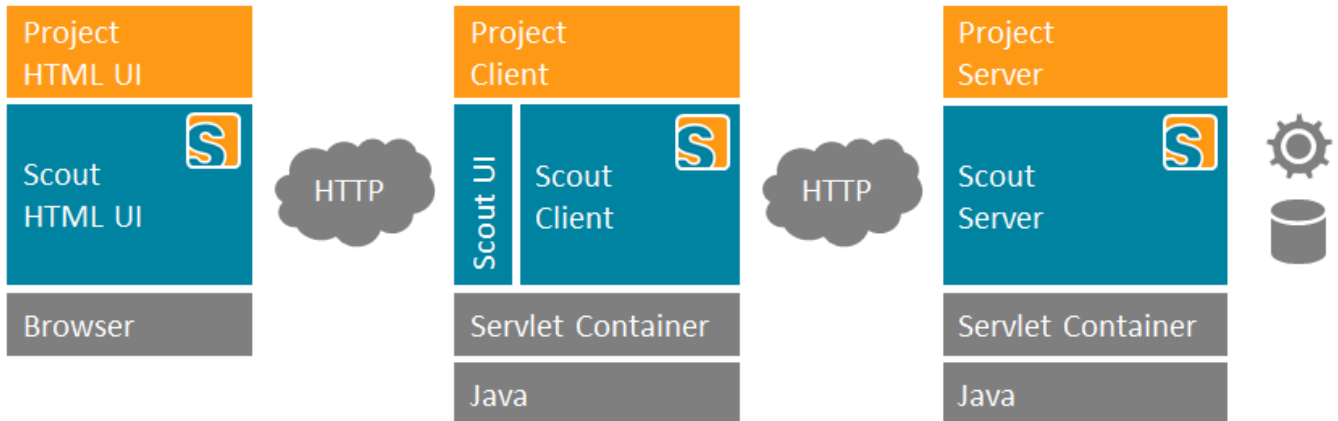 Project
HTML UI
Scout
HTML UI
Browser
HTTP
Project
Client
Scout UI
Scout
Client
Servlet Container
Java
HTTP
Project
Server
Scout
Server
Servlet Container
Java